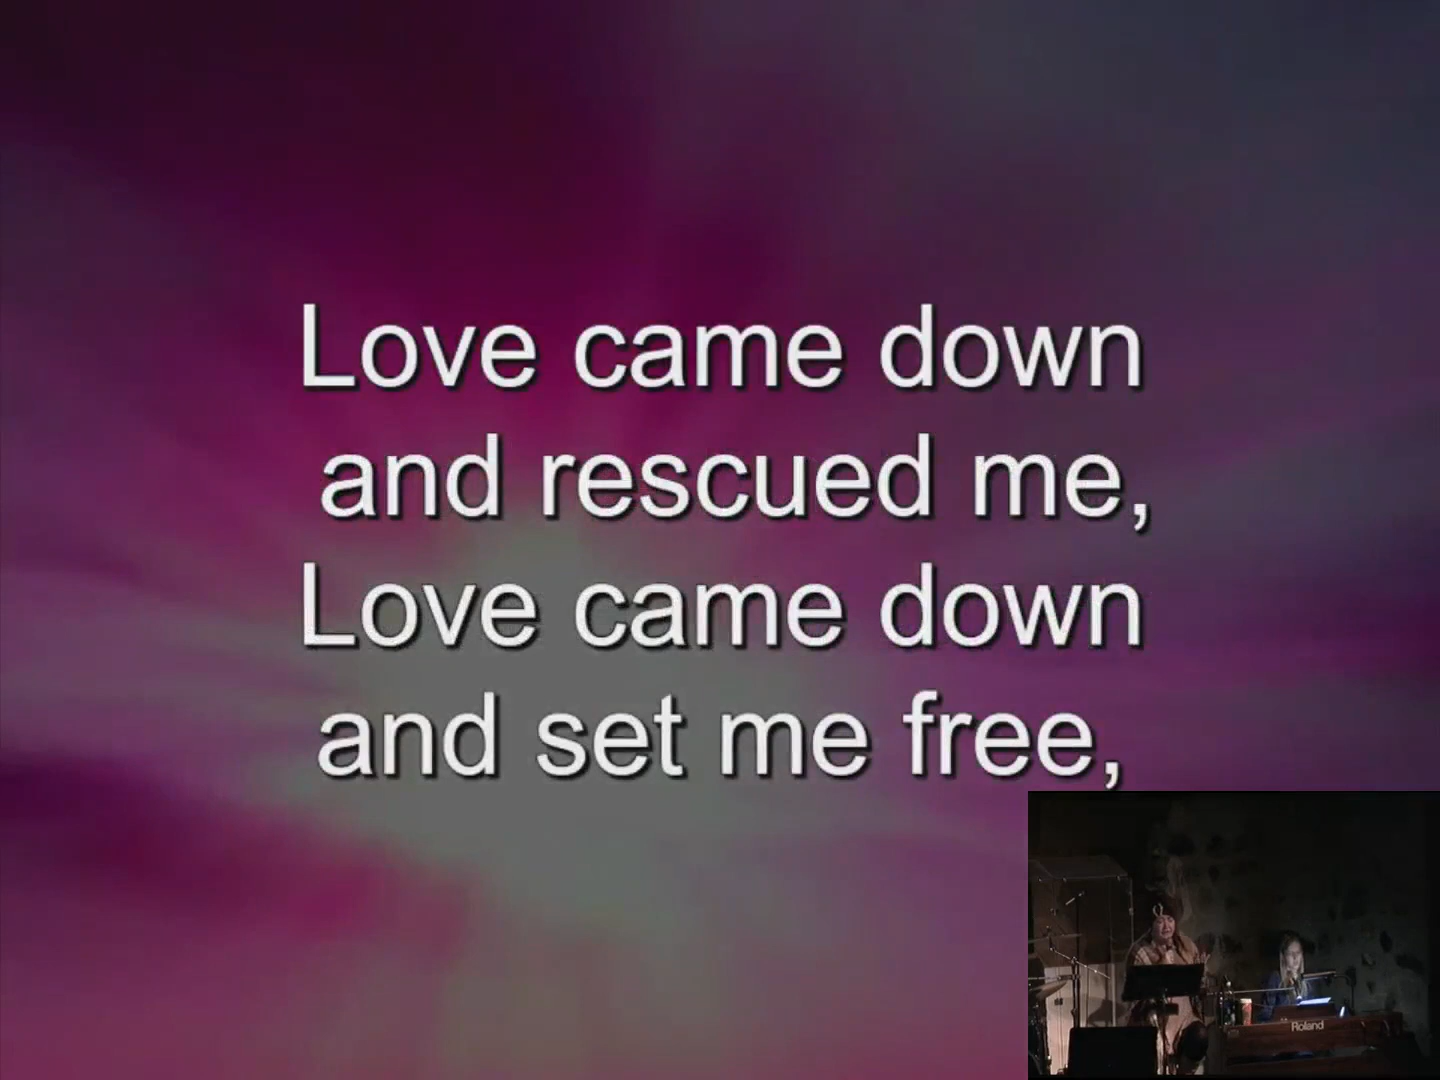 Love came down
and rescued me,
Love came down
and set me free,
Roland